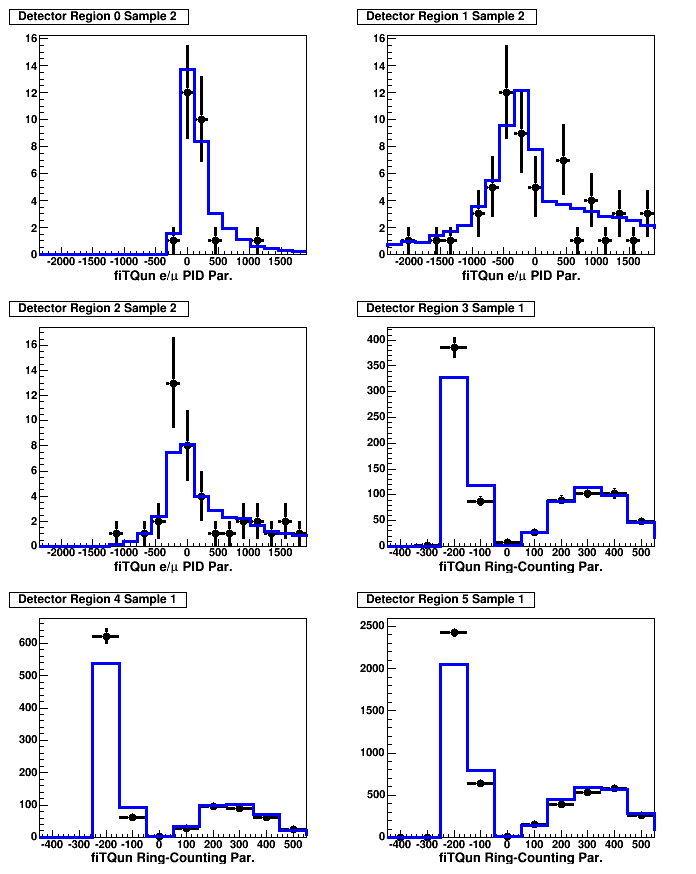 Detector Region 0 Sample 2
16
14
12
10
8
6
4
2
0
-2000 -1500 -1000 -500 0 500 1000 1500
fiTQun e/μ PID Par.
Detector Region 1 Sample 2
16
14
12
10
8
6
4
2
0
-2000 -1500 -1000 -500 0 500 1000 1500
fiTQun e/μ PID Par.
Detector Region 2 Sample 2
16
14
12
10
8
6
4
2
0
-2000 -1500 -1000 -500 0 500 1000 1500
fiTQun e/μ PID Par.
Detector Region 3 Sample 1
400
350
300
250
200
150
100
50
0
-400 -300 -200 -100 0 100 200 300 400 500
fiTQun Ring-Counting Par.
Detector Region 4 Sample 1
600
500
400
300
200
100
0
-400 -300 -200 -100 0 100 200 300 400 500
fiTQun Ring-Counting Par.
Detector Region 5 Sample 1
2500
2000
1500
1000
500
0
-400 -300 -200 -100 0 100 200 300 400 500
fiTQun Ring-Counting Par.